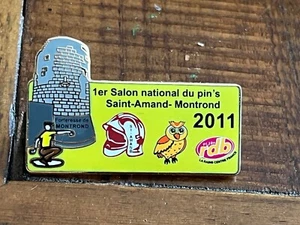 1er Salon national du pin's
Saint-Amand- Montrond
2011
Forteresse de
MONTROND
rdb